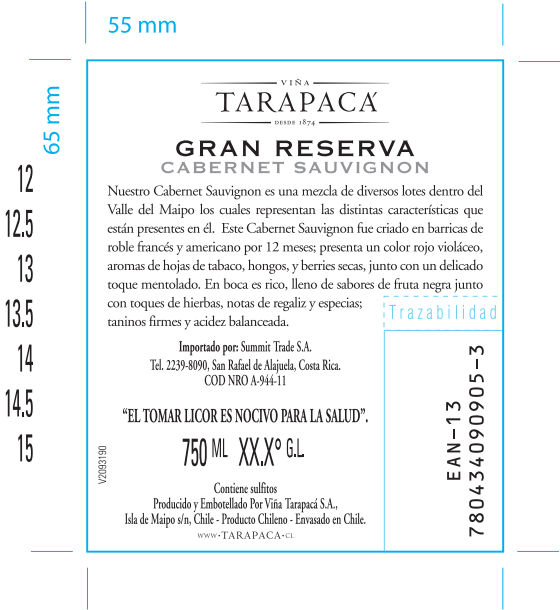 55 mm
65 mm
12
12.5
13
13.5
14
14.5
15
VIÑA
TARAPACÁ
DESDE 1874
GRAN RESERVA
CABERNET SAUVIGNON
Nuestro Cabernet Sauvignon es una mezcla de diversos lotes dentro del
Valle del Maipo los cuales representan las distintas características que
están presentes en él. Este Cabernet Sauvignon fue criado en barricas de
roble francés y americano por 12 meses; presenta un color rojo violáceo,
aromas de hojas de tabaco, hongos, y berries secas, junto con un delicado
toque mentolado. En boca es rico, lleno de sabores de fruta negra junto
con toques de hierbas, notas de regaliz y especias;
taninos firmes y acidez balanceada.
Trazabilidad
Importado por: Summit Trade S.A.
Tel. 2239-8090, San Rafael de Alajuela, Costa Rica.
COD NRO A-944-11
“EL TOMAR LICOR ES NOCIVO PARA LA SALUD”.
750 ML XX.X° G.L.
V2093190
Contiene sulfitos
Producido y Embotellado Por Viña Tarapacá S.A.,
Isla de Maipo s/n, Chile - Producto Chileno - Envasado en Chile.
WWW•TARAPACA•CL
EAN-13
780434090905-3